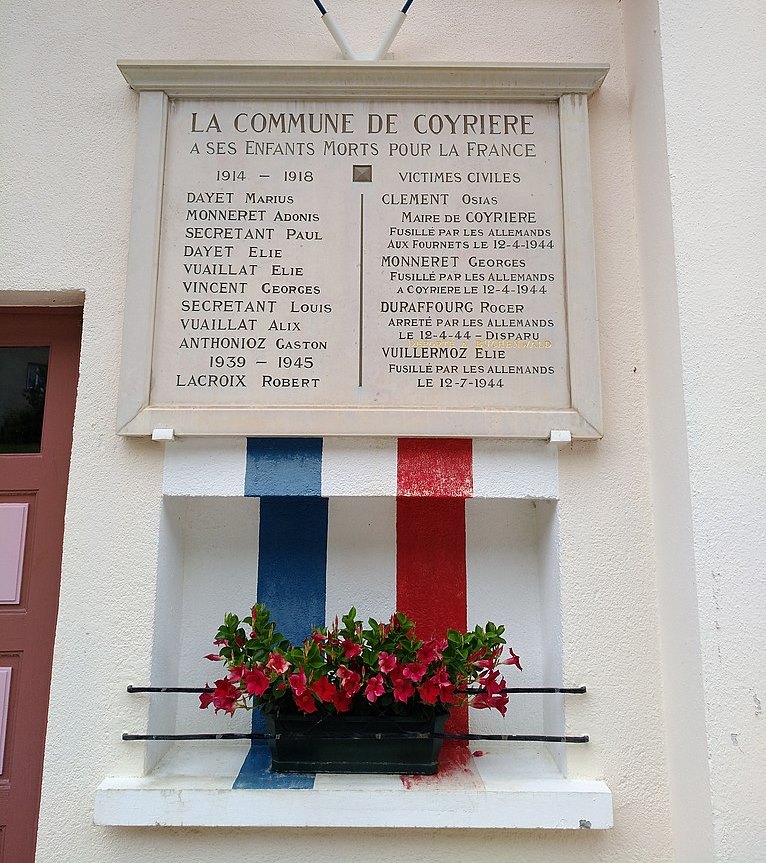 LA COMMUNE DE COYRIERE
A SES ENFANTS MORTS POUR LA FRANCE
1914 – 1918
DAYET MARIUS
MONNERET ADONIS
SECRETANT PAUL
DAYET ELIE
VUAILLAT ELIE
VINCENT GEORGES
SECRETANT LOUIS
VUAILLAT ALIX
ANTHONIOZ GASTON
1939 – 1945
LACROIX ROBERT
VICTIMES CIVILES
CLEMENT OSIAS
MAIRE DE COYRIERE
FUSILLÉ PAR LES ALLEMANDS
AUX FOURNETS LE 12-4-1944
MONNERET GEORGES
FUSILLÉ PAR LES ALLEMANDS
A COYRIERE LE 12-4-1944
DURAFFOURG ROGER
ARRETÉ PAR LES ALLEMANDS
LE 12-4-44 – DISPARU
DÉPORTÉ A BUCHENWALD
VUILLERMOZ ELIE
FUSILLÉ PAR LES ALLEMANDS
LE 12-7-1944